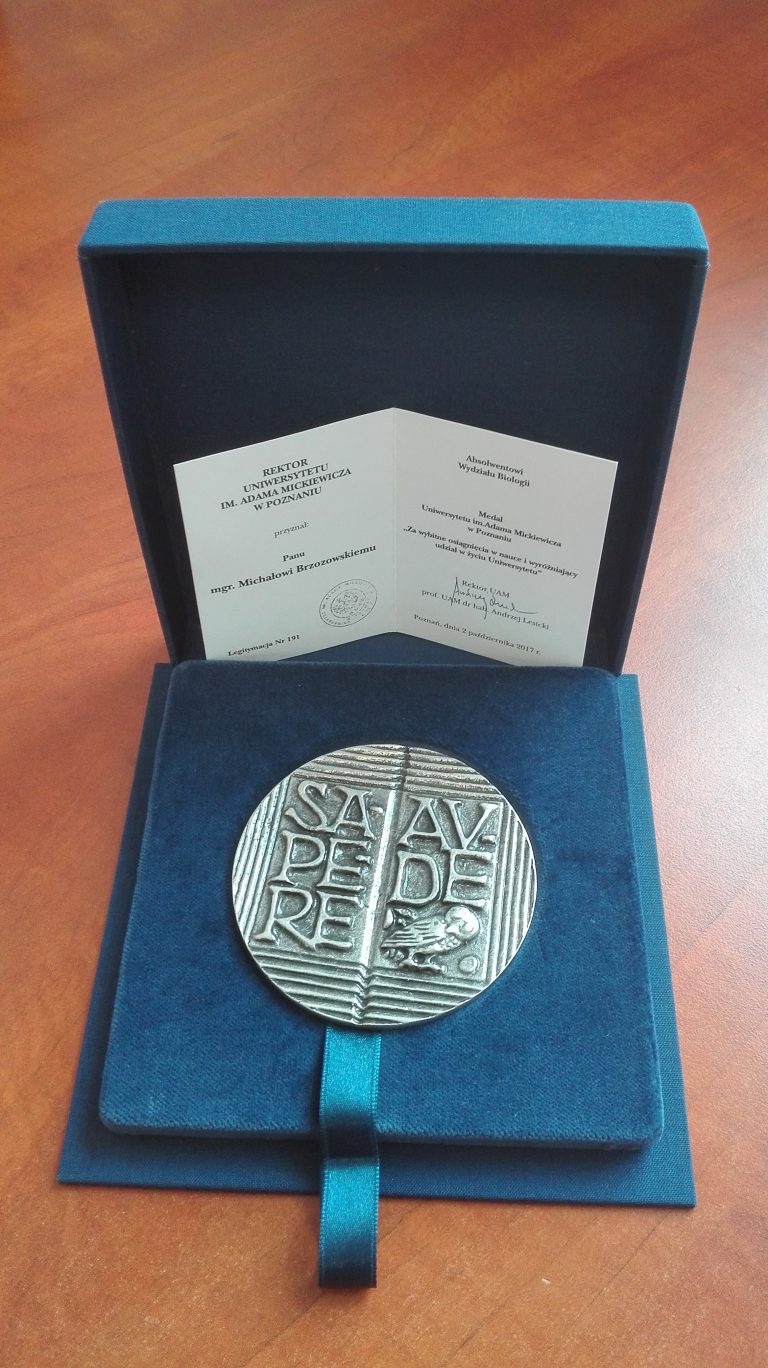 REKTOR
UNIWERSYTETU
IM. ADAMA MICKIEWICZA
W POZNANIU
przyznał:
Panu
mgr. Michałowi Brzozowskiemu
Legitymacja Nr 191
Absolwentowi
Wydziału Biologii
Medal
Uniwersytetu im.Adama Mickiewicza
w Poznaniu
„Za wybitne osiągnięcia w nauce i wyróżniający
udział w życiu Uniwersytetu”
Rektor UAM
prof. UAM dr hab. Andrzej Lesicki
Poznań, dnia 2 października 2017 r.
SA-
PE
RE
AV-
DE